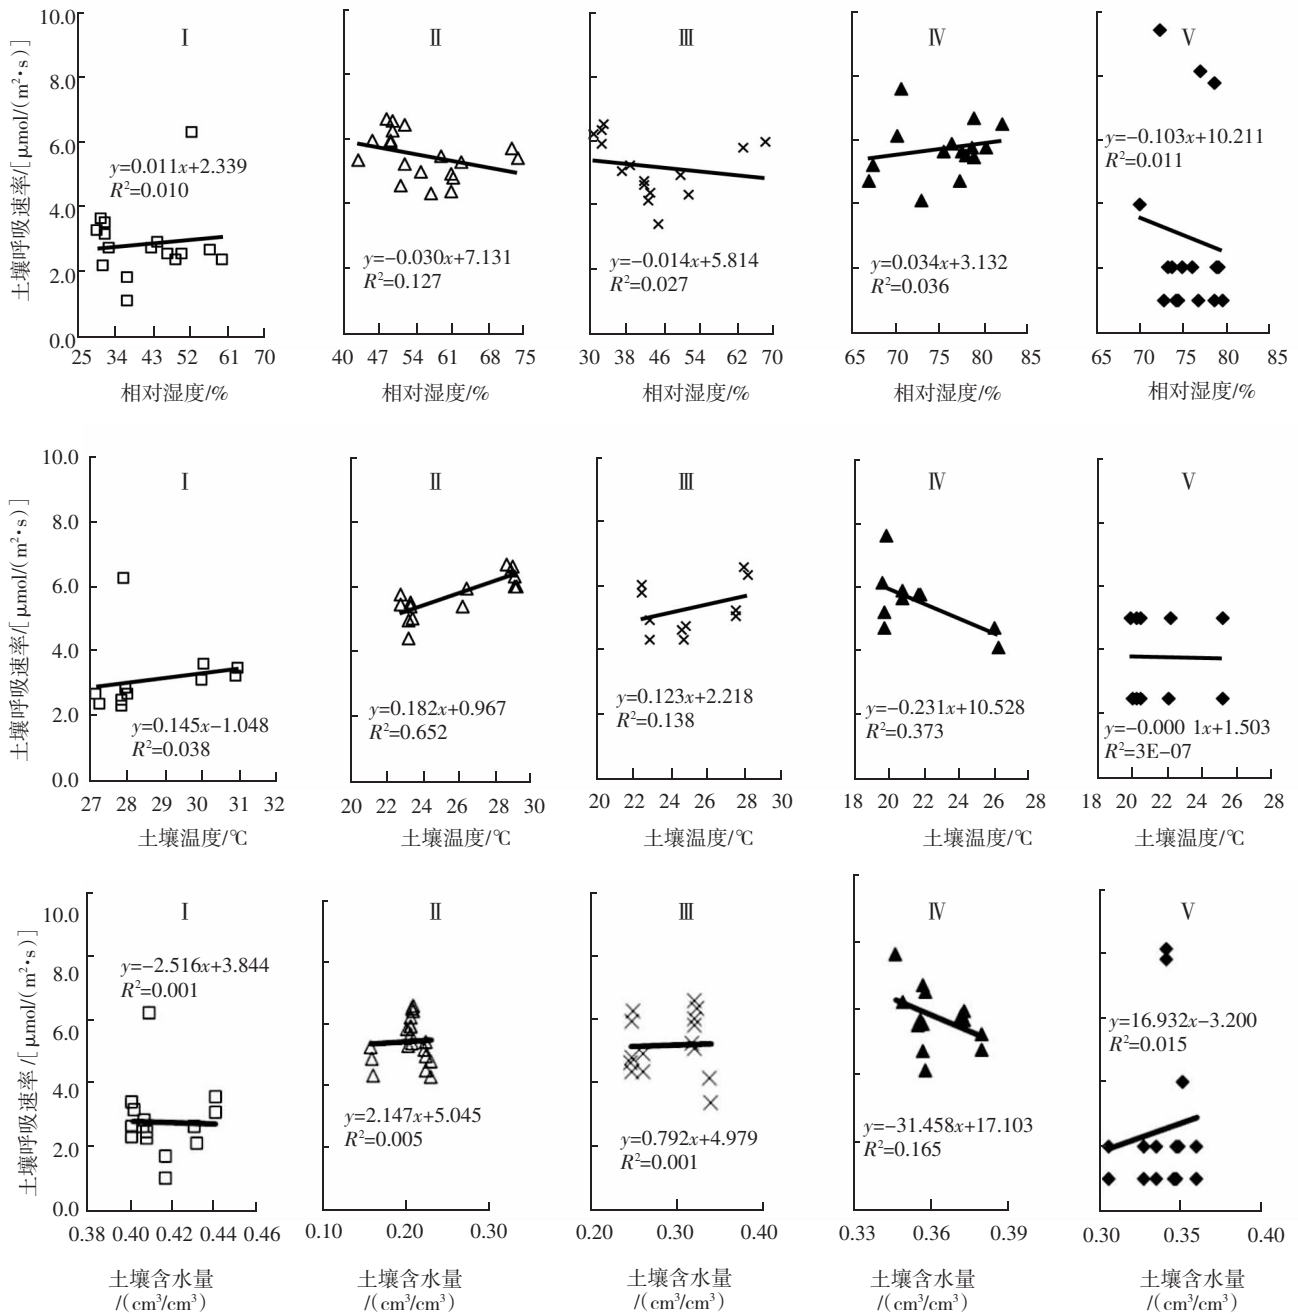 土壤呼吸速率/[μmol/(m²•s)]
10.0
8.0
6.0
4.0
2.0
0.0
Ⅰ
y=0.011x+2.339
R²=0.010
25 34 43 52 61 70
相对湿度/%
Ⅱ
y=−0.030x+7.131
R²=0.127
40 47 54 61 68 75
相对湿度/%
Ⅲ
y=−0.014x+5.814
R²=0.027
30 38 46 54 62 70
相对湿度/%
Ⅳ
y=0.034x+3.132
R²=0.036
65 70 75 80 85
相对湿度/%
Ⅴ
y=−0.103x+10.211
R²=0.011
65 70 75 80 85
相对湿度/%
土壤呼吸速率/[μmol/(m²•s)]
10.0
8.0
6.0
4.0
2.0
0.0
Ⅰ
y=0.145x−1.048
R²=0.038
27 28 29 30 31 32
土壤温度/℃
Ⅱ
y=0.182x+0.967
R²=0.652
20 22 24 26 28 30
土壤温度/℃
Ⅲ
y=0.123x+2.218
R²=0.138
20 22 24 26 28 30
土壤温度/℃
Ⅳ
y=−0.231x+10.528
R²=0.373
18 20 22 24 26 28
土壤温度/℃
Ⅴ
y=−0.000 1x+1.503
R²=3E−07
18 20 22 24 26 28
土壤温度/℃
土壤呼吸速率/[μmol/(m²•s)]
10.0
8.0
6.0
4.0
2.0
0.0
Ⅰ
y=−2.516x+3.844
R²=0.001
0.38 0.40 0.42 0.44 0.46
土壤含水量
/(cm³/cm³)
Ⅱ
y=2.147x+5.045
R²=0.005
0.10 0.20 0.30
土壤含水量
/(cm³/cm³)
Ⅲ
y=0.792x+4.979
R²=0.001
0.20 0.30 0.40
土壤含水量
/(cm³/cm³)
Ⅳ
y=−31.458x+17.103
R²=0.165
0.33 0.36 0.39
土壤含水量
/(cm³/cm³)
Ⅴ
y=16.932x−3.200
R²=0.015
0.30 0.35 0.40
土壤含水量
/(cm³/cm³)